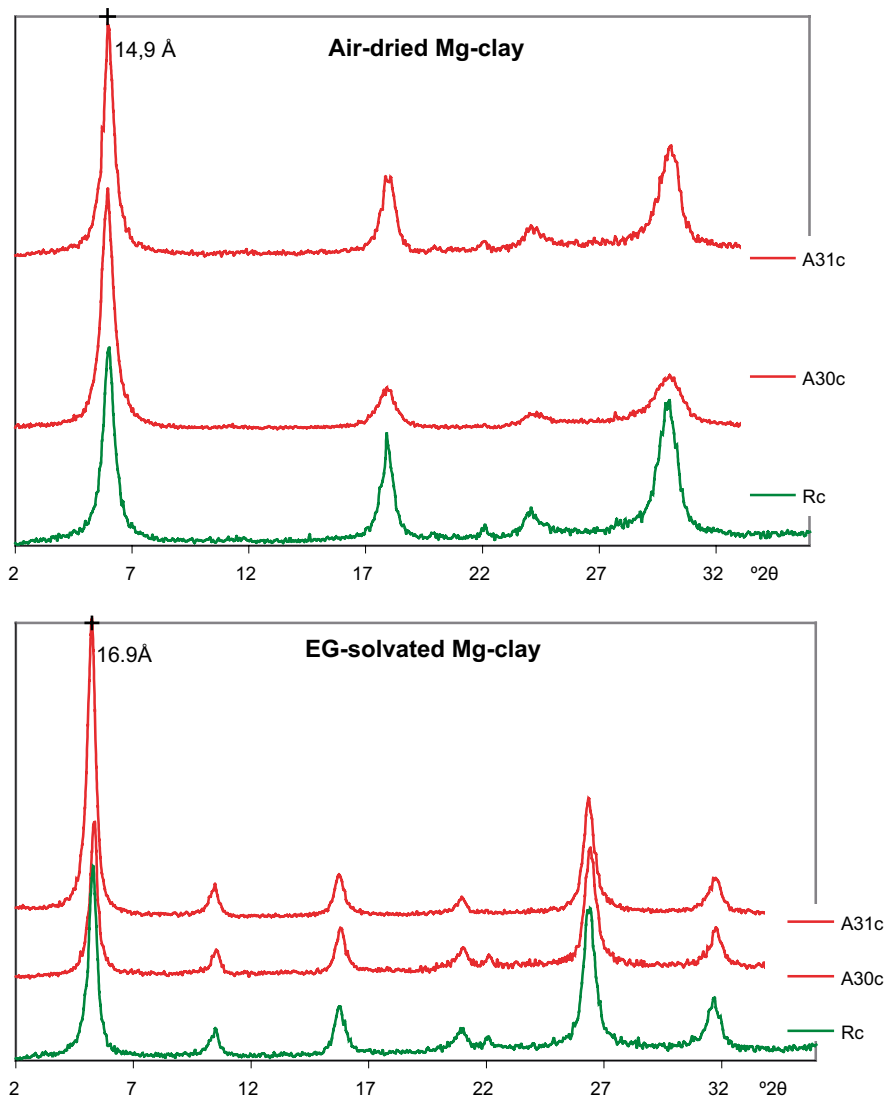 Air-dried Mg-clay
14,9 Å
A31c
A30c
Rc
2 7 12 17 22 27 32 º2θ
EG-solvated Mg-clay
16.9Å
A31c
A30c
Rc
2 7 12 17 22 27 32 º2θ